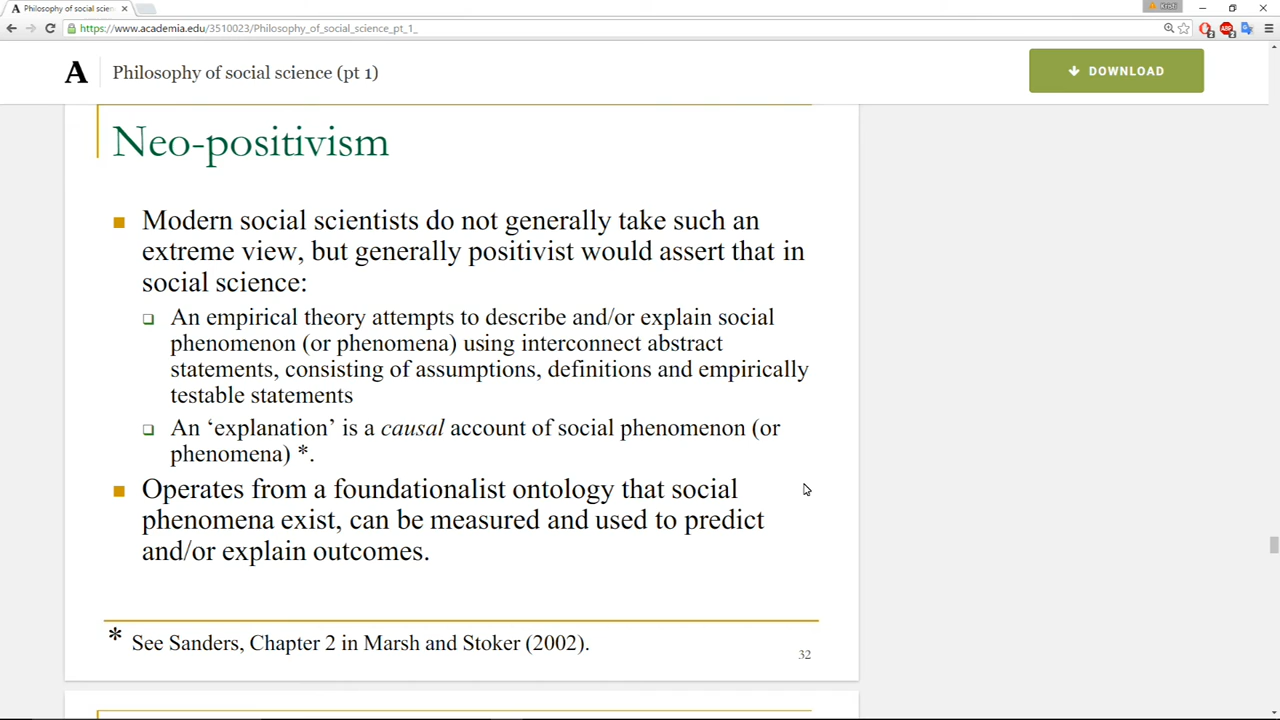 Philosophy of social scien
Kristi
https://www.academia.edu/3510023/Philosophy_of_social_science_pt_1_
A
Philosophy of social science (pt 1)
DOWNLOAD
Neo-positivism
Modern social scientists do not generally take such an
extreme view, but generally positivist would assert that in
social science:
An empirical theory attempts to describe and/or explain social
phenomenon (or phenomena) using interconnect abstract
statements, consisting of assumptions, definitions and empirically
testable statements
An ‘explanation’ is a causal account of social phenomenon (or
phenomena) *.
Operates from a foundationalist ontology that social
phenomena exist, can be measured and used to predict
and/or explain outcomes.
* See Sanders, Chapter 2 in Marsh and Stoker (2002).
32